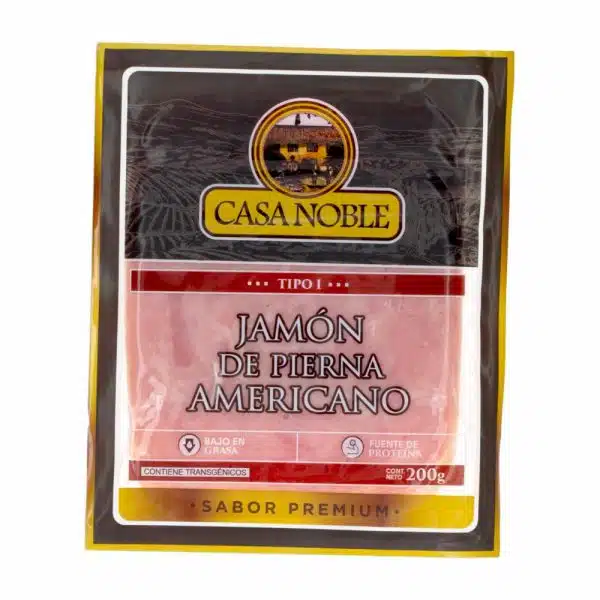 CASA NOBLE
TIPO I
JAMÓN
DE PIERNA
AMERICANO
BAJO EN
GRASA
FUENTE DE
PROTEÍNA
CONTIENE TRANSGÉNICOS
CONT.
NETO 200g
· SABOR PREMIUM ·